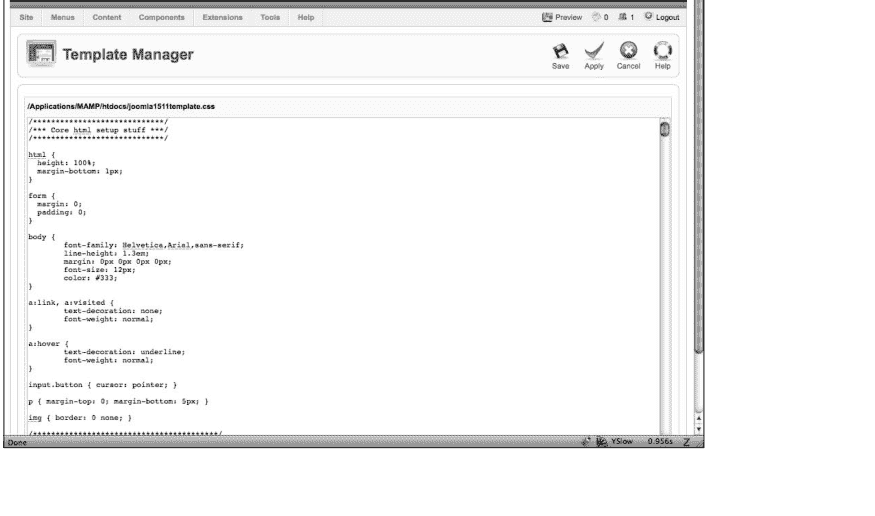 Site Menus Content Components Extensions Tools Help Preview 0 1 Logout
Template Manager
Save Apply Cancel Help
/Applications/MAMP/htdocs/joomla1511template.css
/****************************/
/*** Core html setup stuff ***/
/****************************/
html {
height: 100%;
margin-bottom: 1px;
}
form {
margin: 0;
padding: 0;
}
body {
font-family: Helvetica,Arial,sans-serif;
line-height: 1.3em;
margin: 0px 0px 0px 0px;
font-size: 12px;
color: #333;
}
a:link, a:visited {
text-decoration: none;
font-weight: normal;
}
a:hover {
text-decoration: underline;
font-weight: normal;
}
input.button { cursor: pointer; }
p { margin-top: 0; margin-bottom: 5px; }
img { border: 0 none; }
/****************************************/
Done YSlow 0.956s Z